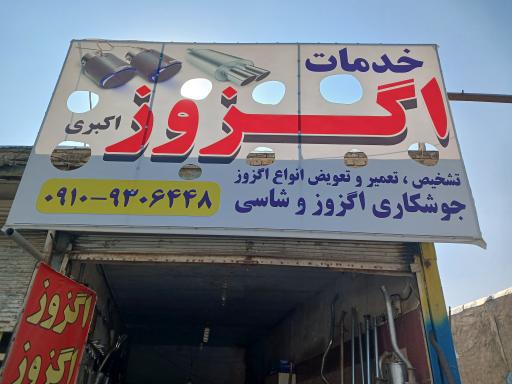 خدمات
اگزوز
اکبری
تشخیص ، تعمیر و تعویض انواع اگزوز
جوشکاری اگزوز و شاسی
۰۹۱۰-۹۳۰۶۴۴۸
اگزوز
اگزوز